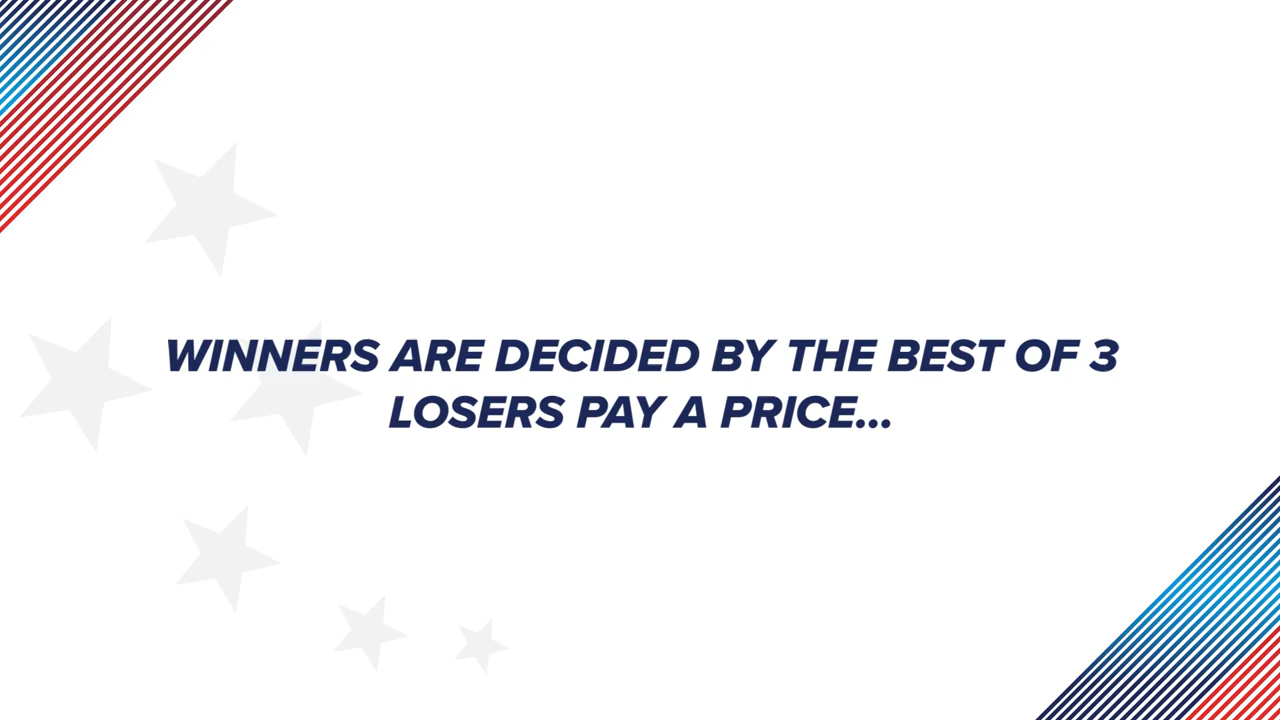 WINNERS ARE DECIDED BY THE BEST OF 3
LOSERS PAY A PRICE...